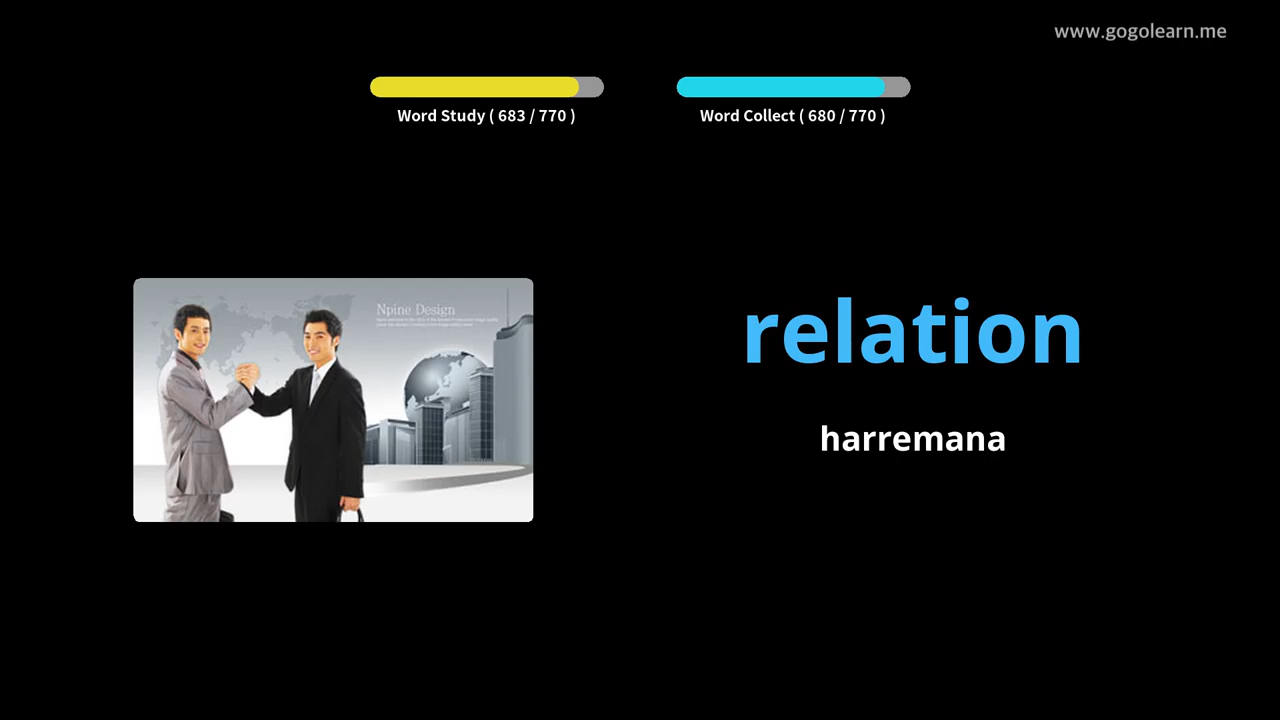 www.gogolearn.me
Word Study ( 683 / 770 )
Word Collect ( 680 / 770 )
Npine Design
relation
harremana